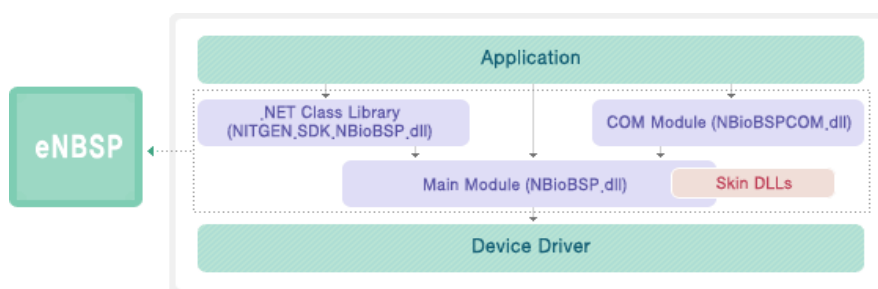 Application
eNBSP
.NET Class Library
(NITGEN.SDK.NBioBSP.dll)
COM Module (NBioBSPCOM.dll)
Main Module (NBioBSP.dll)
Skin DLLs
Device Driver